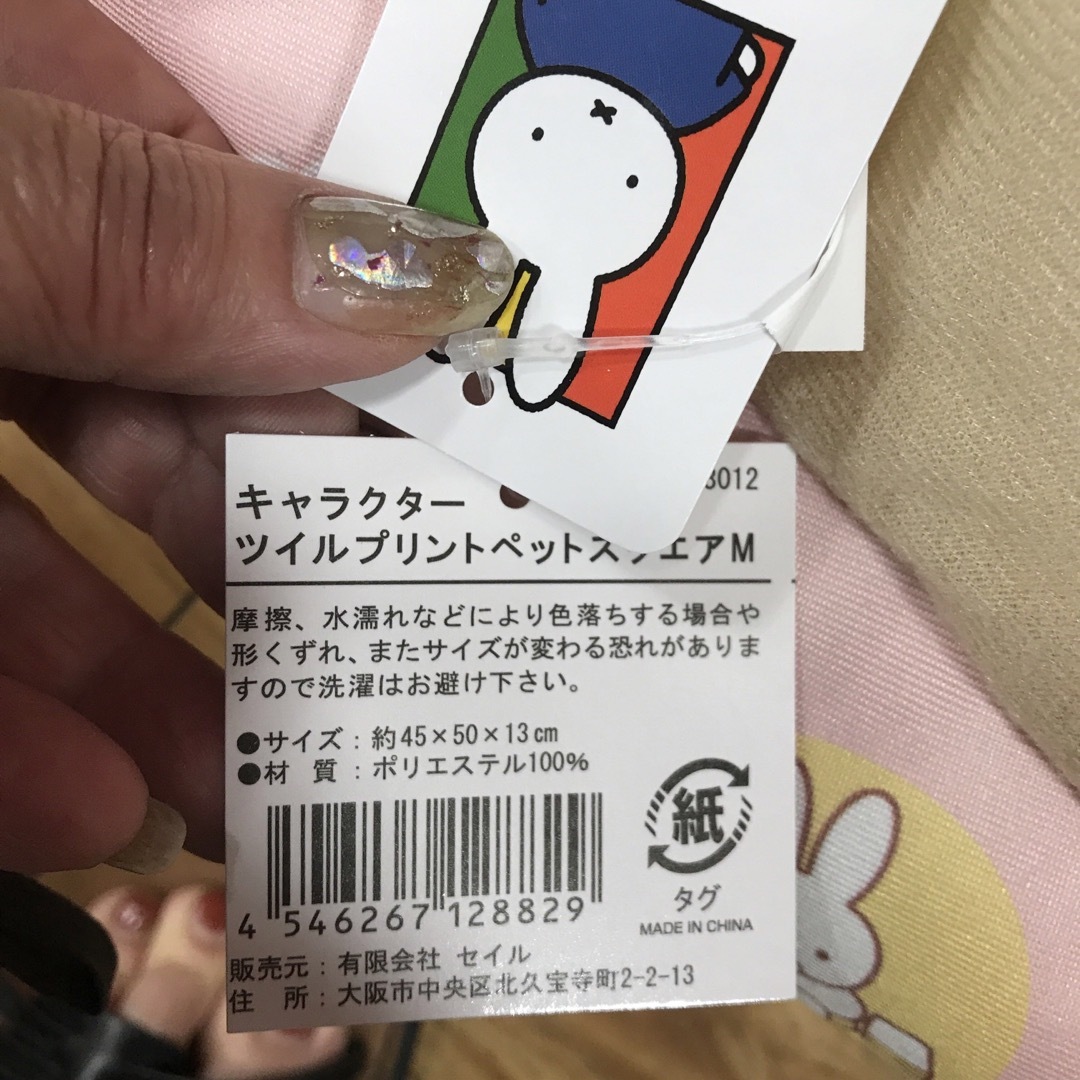 3012
キャラクター
ツイルプリントペットスクエアM
摩擦、水濡れなどにより色落ちする場合や
形くずれ、またサイズが変わる恐れがありま
すので洗濯はお避け下さい。
●サイズ：約45×50×13cm
●材 質：ポリエステル100%
紙
タグ
MADE IN CHINA
4 546267 128829
販売元：有限会社 セイル
住 所：大阪市中央区北久宝寺町2-2-13